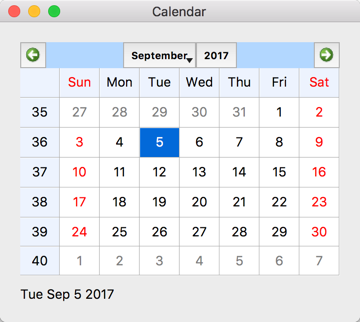 Calendar
September 2017
Sun Mon Tue Wed Thu Fri Sat
35 27 28 29 30 31 1 2
36 3 4 5 6 7 8 9
37 10 11 12 13 14 15 16
38 17 18 19 20 21 22 23
39 24 25 26 27 28 29 30
40 1 2 3 4 5 6 7
Tue Sep 5 2017